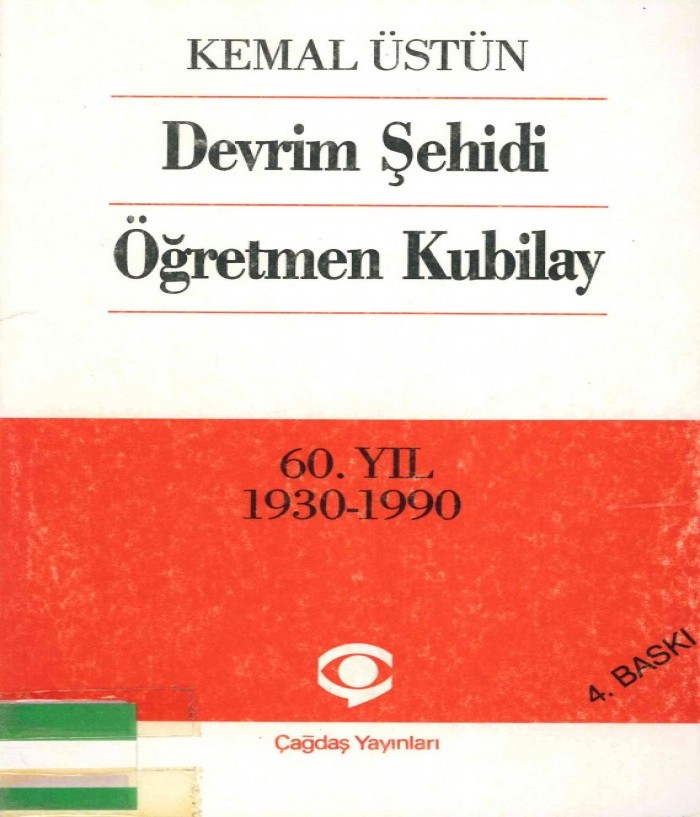 KEMAL ÜSTÜN
Devrim Şehidi
Öğretmen Kubilay
60. YIL
1930-1990
4. BASKI
Çağdaş Yayınları